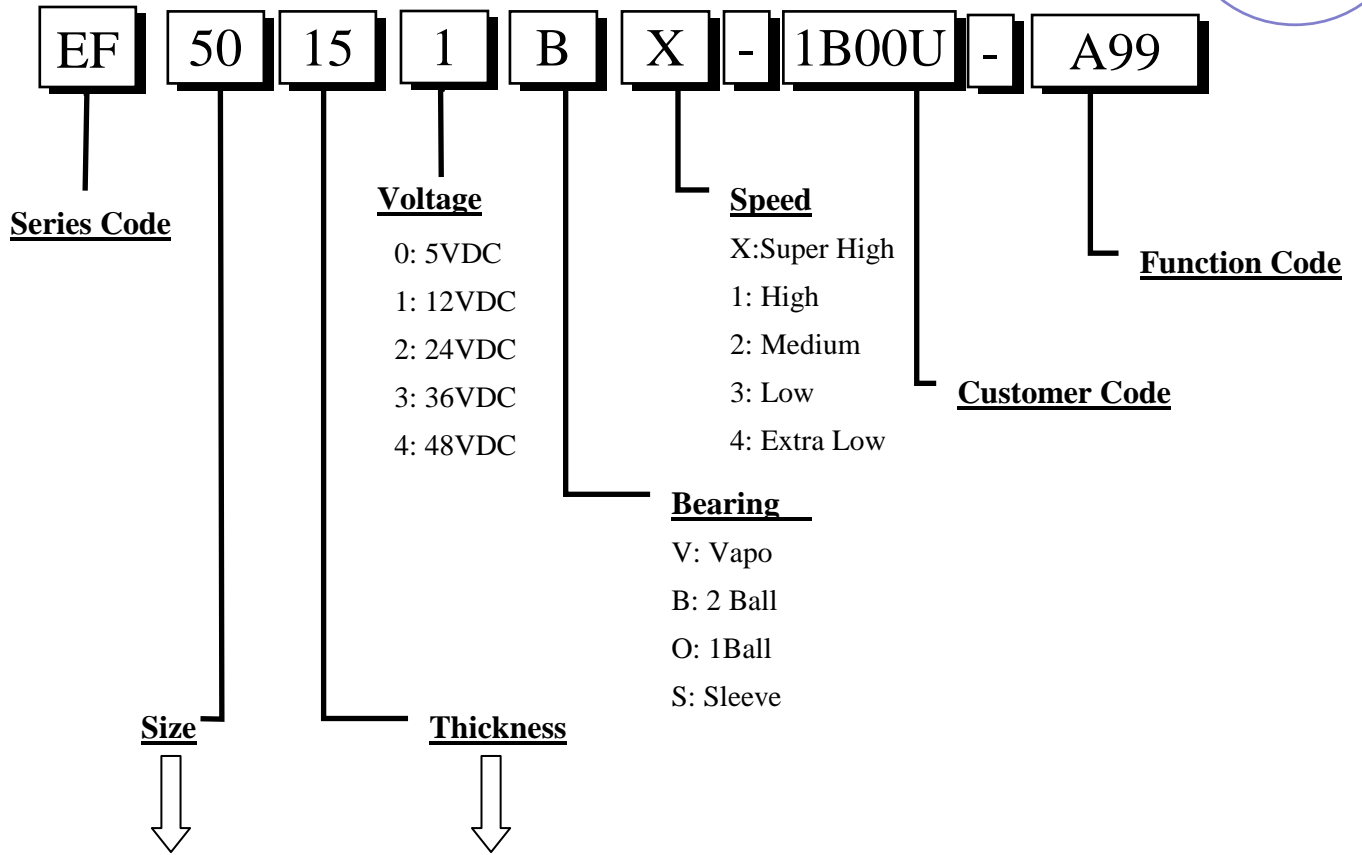 EF 50 15 1 B X - 1B00U - A99
Series Code
Voltage
0: 5VDC
1: 12VDC
2: 24VDC
3: 36VDC
4: 48VDC
Speed
X:Super High
1: High
2: Medium
3: Low
4: Extra Low
Function Code
Customer Code
Bearing
V: Vapo
B: 2 Ball
O: 1Ball
S: Sleeve
Size
Thickness